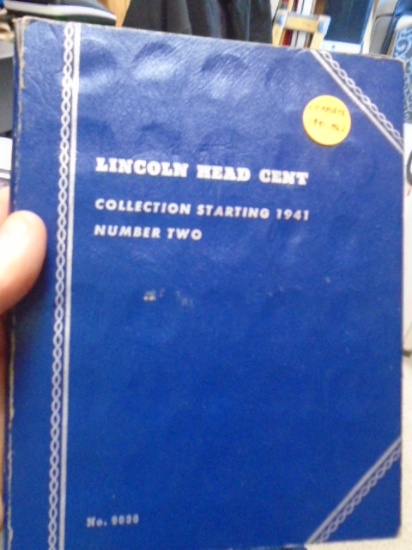 LINCOLN HEAD CENT
COLLECTION STARTING 1941
NUMBER TWO
No. 9030